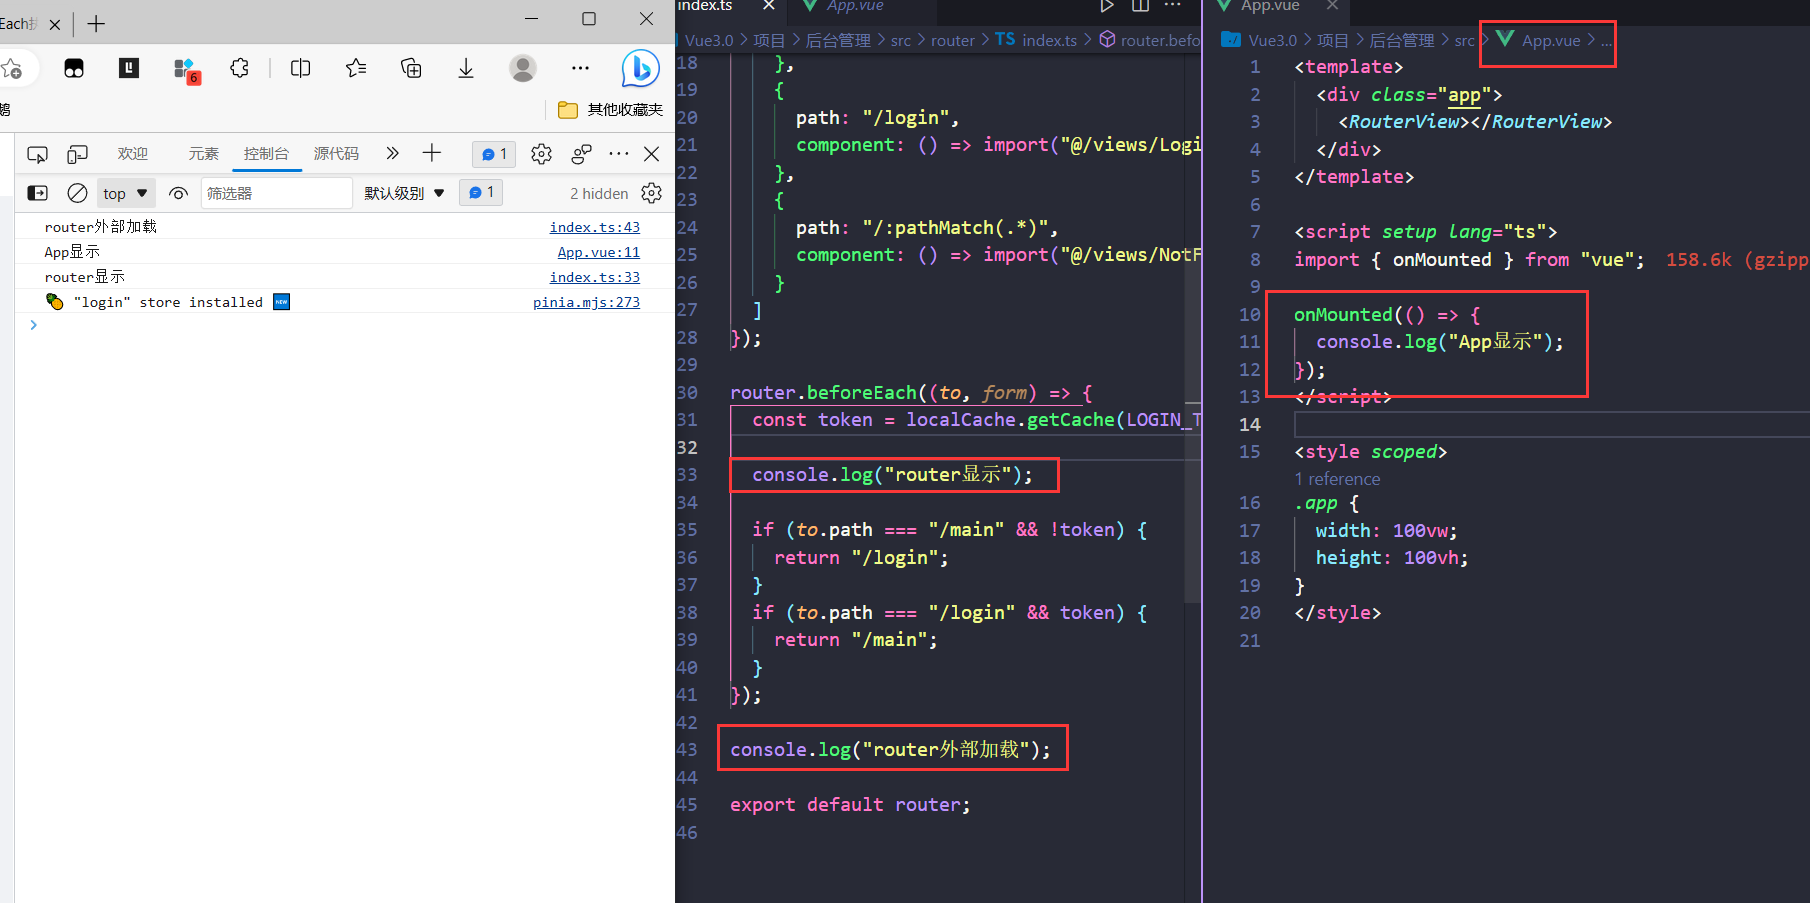 Each
6
其他收藏夹
欢迎
元素
控制台
源代码
1
top
筛选器
默认级别
1
2 hidden
router外部加载 index.ts:43
App显示 App.vue:11
router显示 index.ts:33
"login" store installed NEW pinia.mjs:273
index.ts
App.vue
Vue3.0 > 项目 > 后台管理 > src > router > TS index.ts > router.befo
18 },
19 {
20 path: "/login",
21 component: () => import("@/views/Logi
22 },
23 {
24 path: "/:pathMatch(.*)",
25 component: () => import("@/views/NotF
26 }
27 ]
28 });
29
30 router.beforeEach((to, form) => {
31 const token = localCache.getCache(LOGIN_T
32
33 console.log("router显示");
34
35 if (to.path === "/main" && !token) {
36 return "/login";
37 }
38 if (to.path === "/login" && token) {
39 return "/main";
40 }
41 });
42
43 console.log("router外部加载");
44
45 export default router;
46
App.vue
Vue3.0 > 项目 > 后台管理 > src > App.vue > ...
1 <template>
2 <div class="app">
3 <RouterView></RouterView>
4 </div>
5 </template>
6
7 <script setup lang="ts">
8 import { onMounted } from "vue"; 158.6k (gzipp
9
10 onMounted(() => {
11 console.log("App显示");
12 });
13 </script>
14
15 <style scoped>
1 reference
16 .app {
17 width: 100vw;
18 height: 100vh;
19 }
20 </style>
21